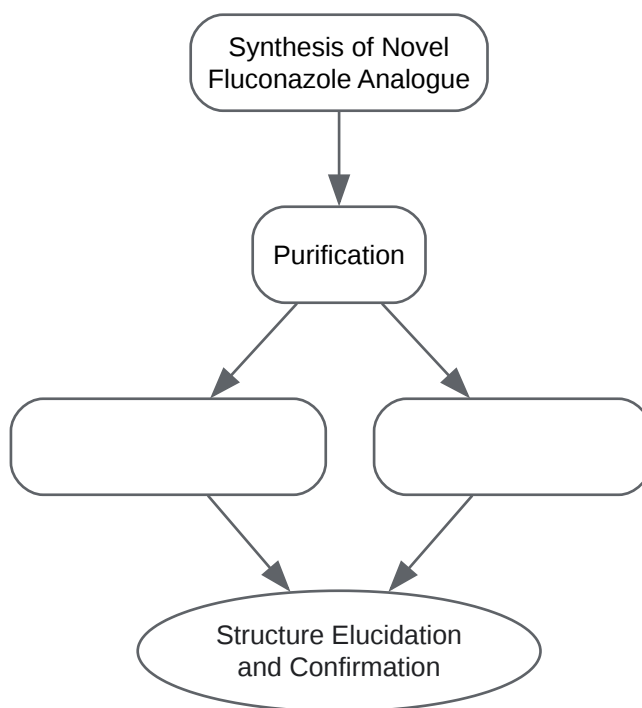 Synthesis of Novel
Fluconazole Analogue
Purification
Structure Elucidation
and Confirmation